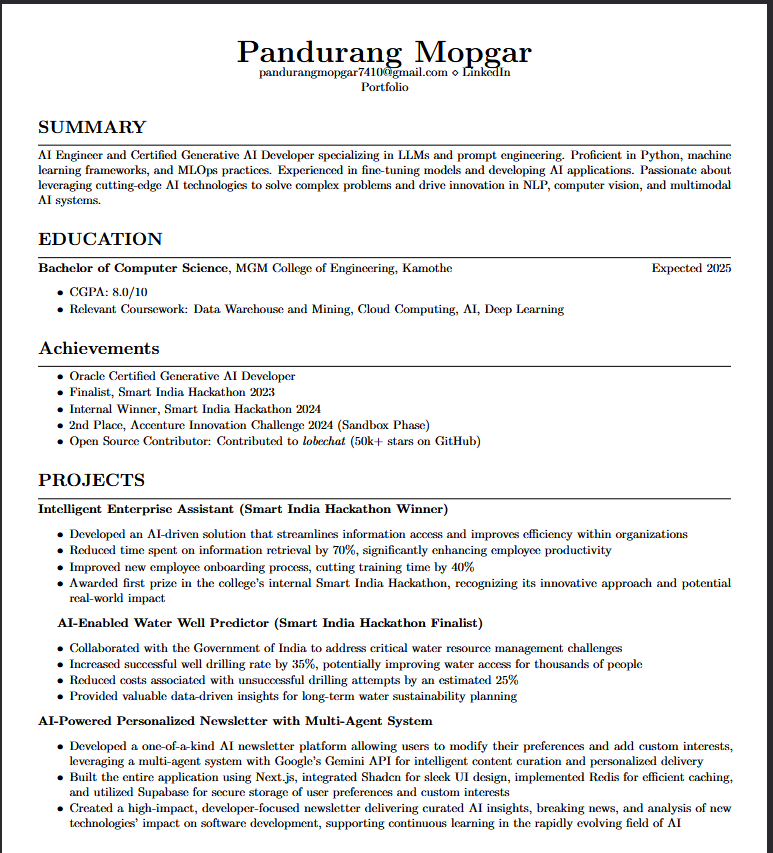 Pandurang Mopgar
pandurangmopgar7410@gmail.com ⋄ LinkedIn
Portfolio
SUMMARY
AI Engineer and Certified Generative AI Developer specializing in LLMs and prompt engineering. Proficient in Python, machine
learning frameworks, and MLOps practices. Experienced in fine-tuning models and developing AI applications. Passionate about
leveraging cutting-edge AI technologies to solve complex problems and drive innovation in NLP, computer vision, and multimodal
AI systems.
EDUCATION
Bachelor of Computer Science, MGM College of Engineering, Kamothe Expected 2025
• CGPA: 8.0/10
• Relevant Coursework: Data Warehouse and Mining, Cloud Computing, AI, Deep Learning
Achievements
• Oracle Certified Generative AI Developer
• Finalist, Smart India Hackathon 2023
• Internal Winner, Smart India Hackathon 2024
• 2nd Place, Accenture Innovation Challenge 2024 (Sandbox Phase)
• Open Source Contributor: Contributed to lobechat (50k+ stars on GitHub)
PROJECTS
Intelligent Enterprise Assistant (Smart India Hackathon Winner)
• Developed an AI-driven solution that streamlines information access and improves efficiency within organizations
• Reduced time spent on information retrieval by 70%, significantly enhancing employee productivity
• Improved new employee onboarding process, cutting training time by 40%
• Awarded first prize in the college's internal Smart India Hackathon, recognizing its innovative approach and potential
real-world impact
AI-Enabled Water Well Predictor (Smart India Hackathon Finalist)
• Collaborated with the Government of India to address critical water resource management challenges
• Increased successful well drilling rate by 35%, potentially improving water access for thousands of people
• Reduced costs associated with unsuccessful drilling attempts by an estimated 25%
• Provided valuable data-driven insights for long-term water sustainability planning
AI-Powered Personalized Newsletter with Multi-Agent System
• Developed a one-of-a-kind AI newsletter platform allowing users to modify their preferences and add custom interests,
leveraging a multi-agent system with Google's Gemini API for intelligent content curation and personalized delivery
• Built the entire application using Next.js, integrated Shadcn for sleek UI design, implemented Redis for efficient caching,
and utilized Supabase for secure storage of user preferences and custom interests
• Created a high-impact, developer-focused newsletter delivering curated AI insights, breaking news, and analysis of new
technologies' impact on software development, supporting continuous learning in the rapidly evolving field of AI